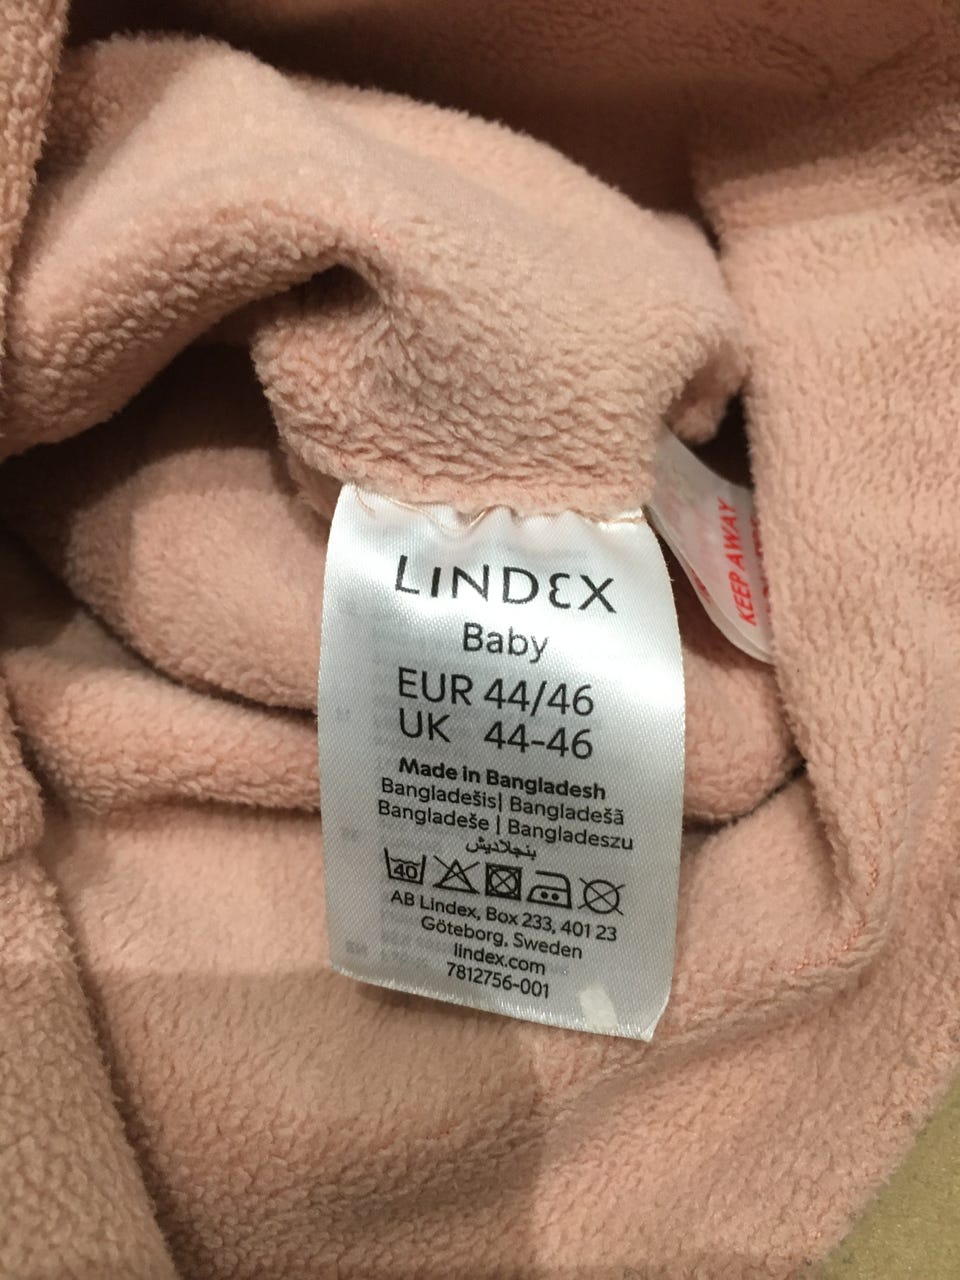 LINDEX
Baby
EUR 44/46
UK 44-46
Made in Bangladesh
Bangladešis| Bangladešā
Bangladeše | Bangladeszu
بنجلاديش
40
AB Lindex, Box 233, 401 23
Göteborg, Sweden
lindex.com
7812756-001
KEEP AWAY